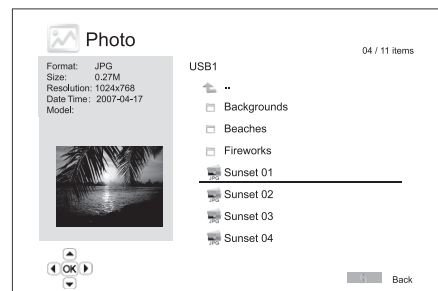 Photo
04 / 11 items
Format: JPG
Size: 0.27M
Resolution: 1024x768
Date Time: 2007-04-17
Model:
USB1
..
Backgrounds
Beaches
Fireworks
Sunset 01
Sunset 02
Sunset 03
Sunset 04
OK
Back